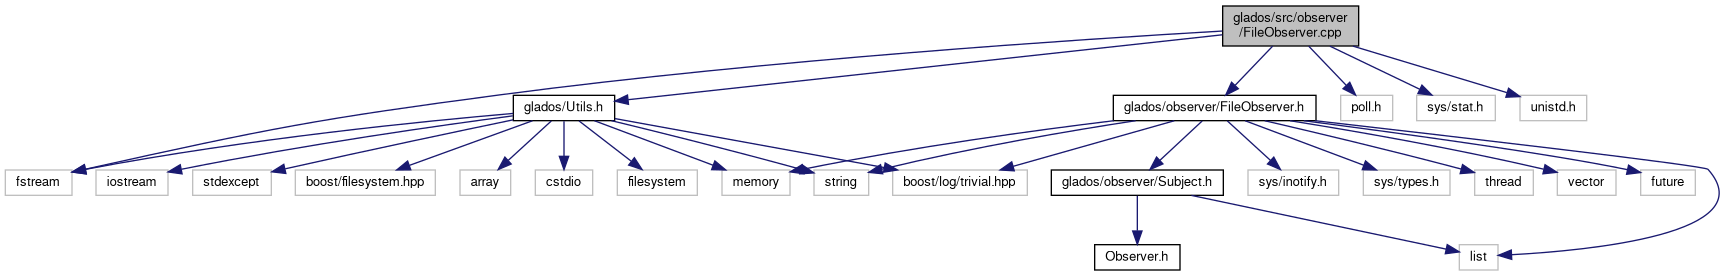 glados/src/observer
/FileObserver.cpp
glados/Utils.h
glados/observer/FileObserver.h
poll.h
sys/stat.h
unistd.h
fstream
iostream
stdexcept
boost/filesystem.hpp
array
cstdio
filesystem
memory
string
boost/log/trivial.hpp
glados/observer/Subject.h
sys/inotify.h
sys/types.h
thread
vector
future
Observer.h
list